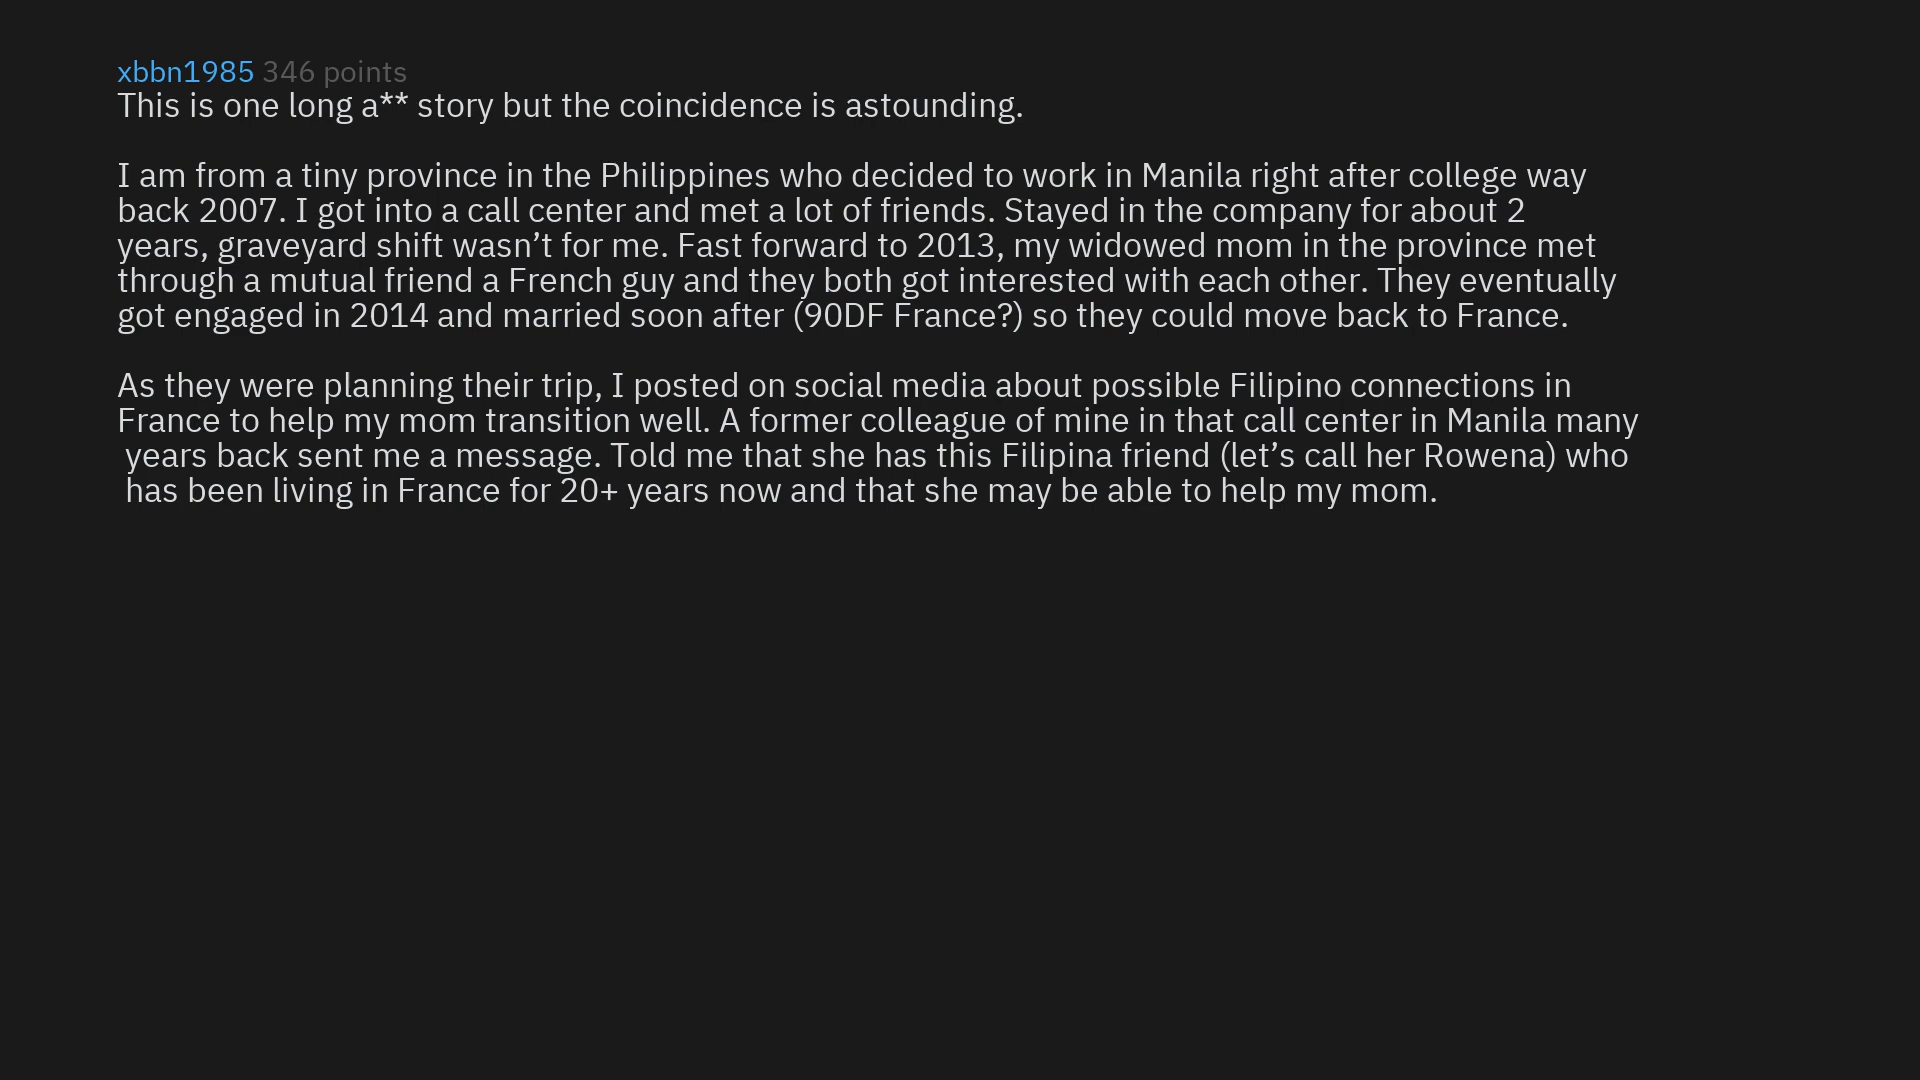 xbbn1985 346 points
This is one long a** story but the coincidence is astounding.
I am from a tiny province in the Philippines who decided to work in Manila right after college way
back 2007. I got into a call center and met a lot of friends. Stayed in the company for about 2
years, graveyard shift wasn’t for me. Fast forward to 2013, my widowed mom in the province met
through a mutual friend a French guy and they both got interested with each other. They eventually
got engaged in 2014 and married soon after (90DF France?) so they could move back to France.
As they were planning their trip, I posted on social media about possible Filipino connections in
France to help my mom transition well. A former colleague of mine in that call center in Manila many
years back sent me a message. Told me that she has this Filipina friend (let’s call her Rowena) who
has been living in France for 20+ years now and that she may be able to help my mom.